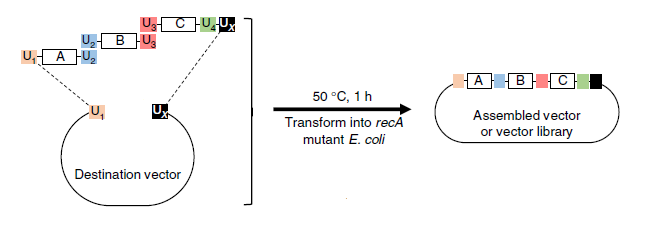 U3 C U4 UX
U2 B U3
U1 A U2
U1 UX
Destination vector
50 °C, 1 h
Transform into recA
mutant E. coli
A B C
Assembled vector
or vector library